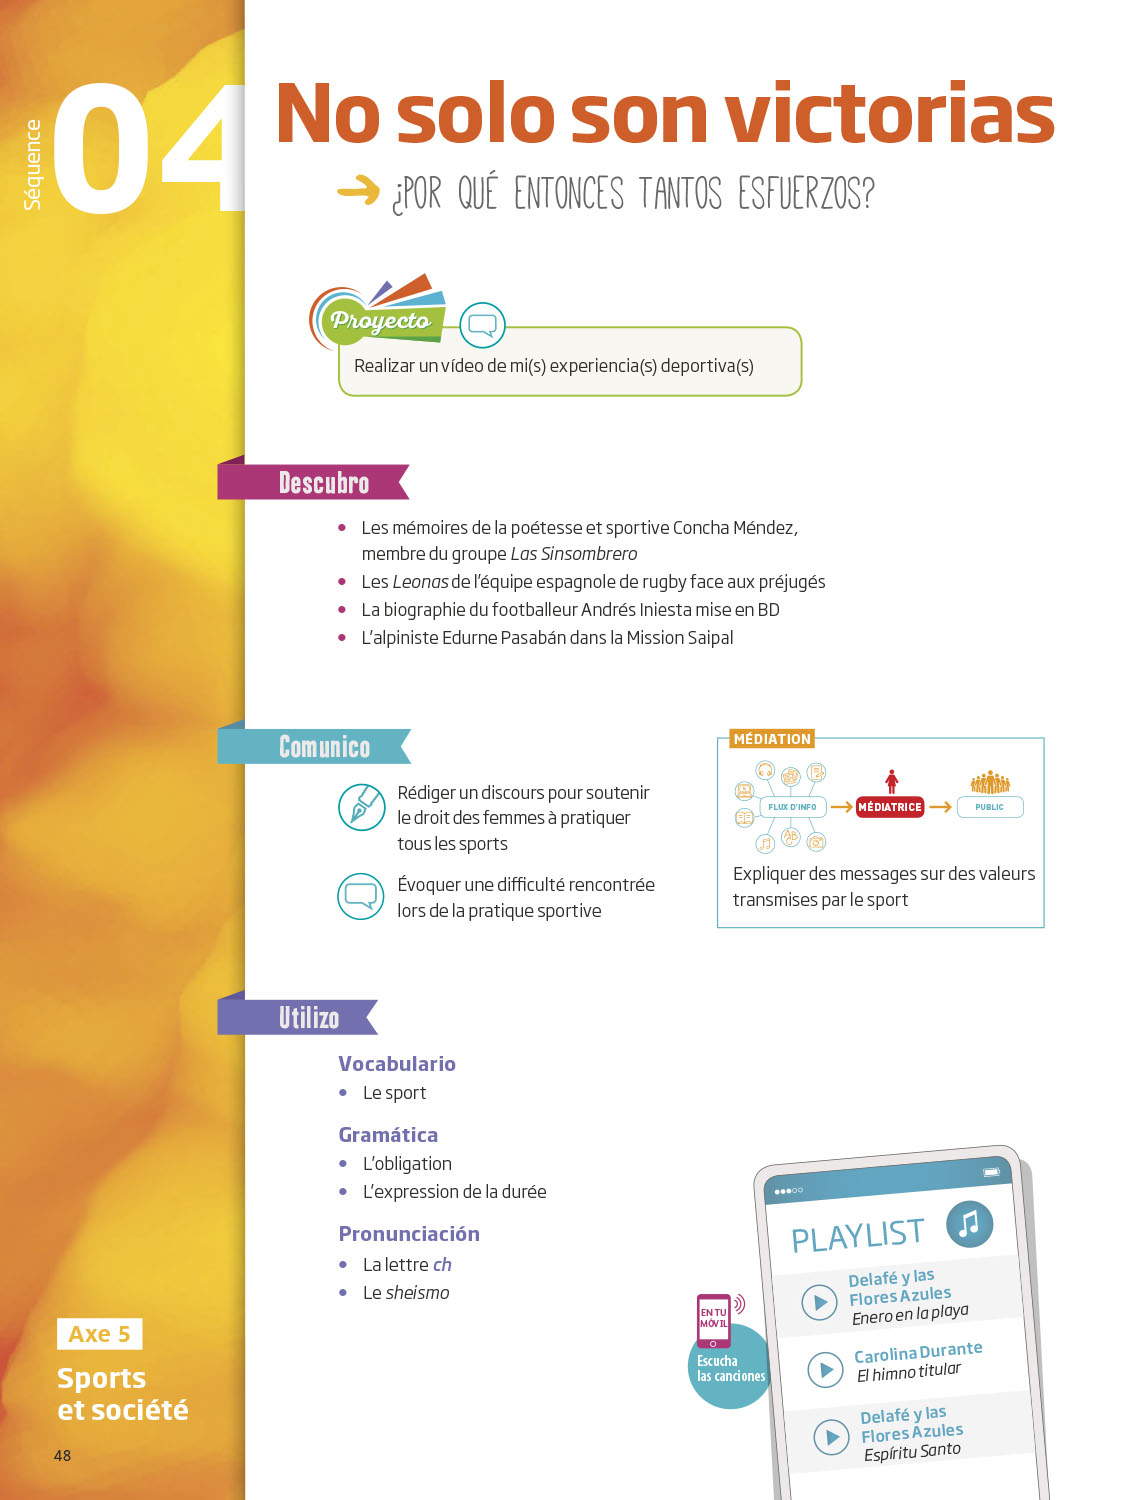 Séquence
04
No solo son victorias
¿POR QUÉ ENTONCES TANTOS ESFUERZOS?
Proyecto
Realizar un vídeo de mi(s) experiencia(s) deportiva(s)
Descubro
• Les mémoires de la poétesse et sportive Concha Méndez,
membre du groupe Las Sinsombrero
• Les Leonas de l'équipe espagnole de rugby face aux préjugés
• La biographie du footballeur Andrés Iniesta mise en BD
• L'alpiniste Edurne Pasabán dans la Mission Saipal
Comunico
Rédiger un discours pour soutenir
le droit des femmes à pratiquer
tous les sports
Évoquer une difficulté rencontrée
lors de la pratique sportive
MÉDIATION
FLUX D'INFO
MÉDIATRICE
PUBLIC
Expliquer des messages sur des valeurs
transmises par le sport
Utilizo
Vocabulario
• Le sport
Gramática
• L'obligation
• L'expression de la durée
Pronunciación
• La lettre ch
• Le sheismo
EN TU
MÓVIL
Escucha
las canciones
PLAYLIST
Delafé y las
Flores Azules
Enero en la playa
Carolina Durante
El himno titular
Delafé y las
Flores Azules
Espíritu Santo
Axe 5
Sports
et société
48